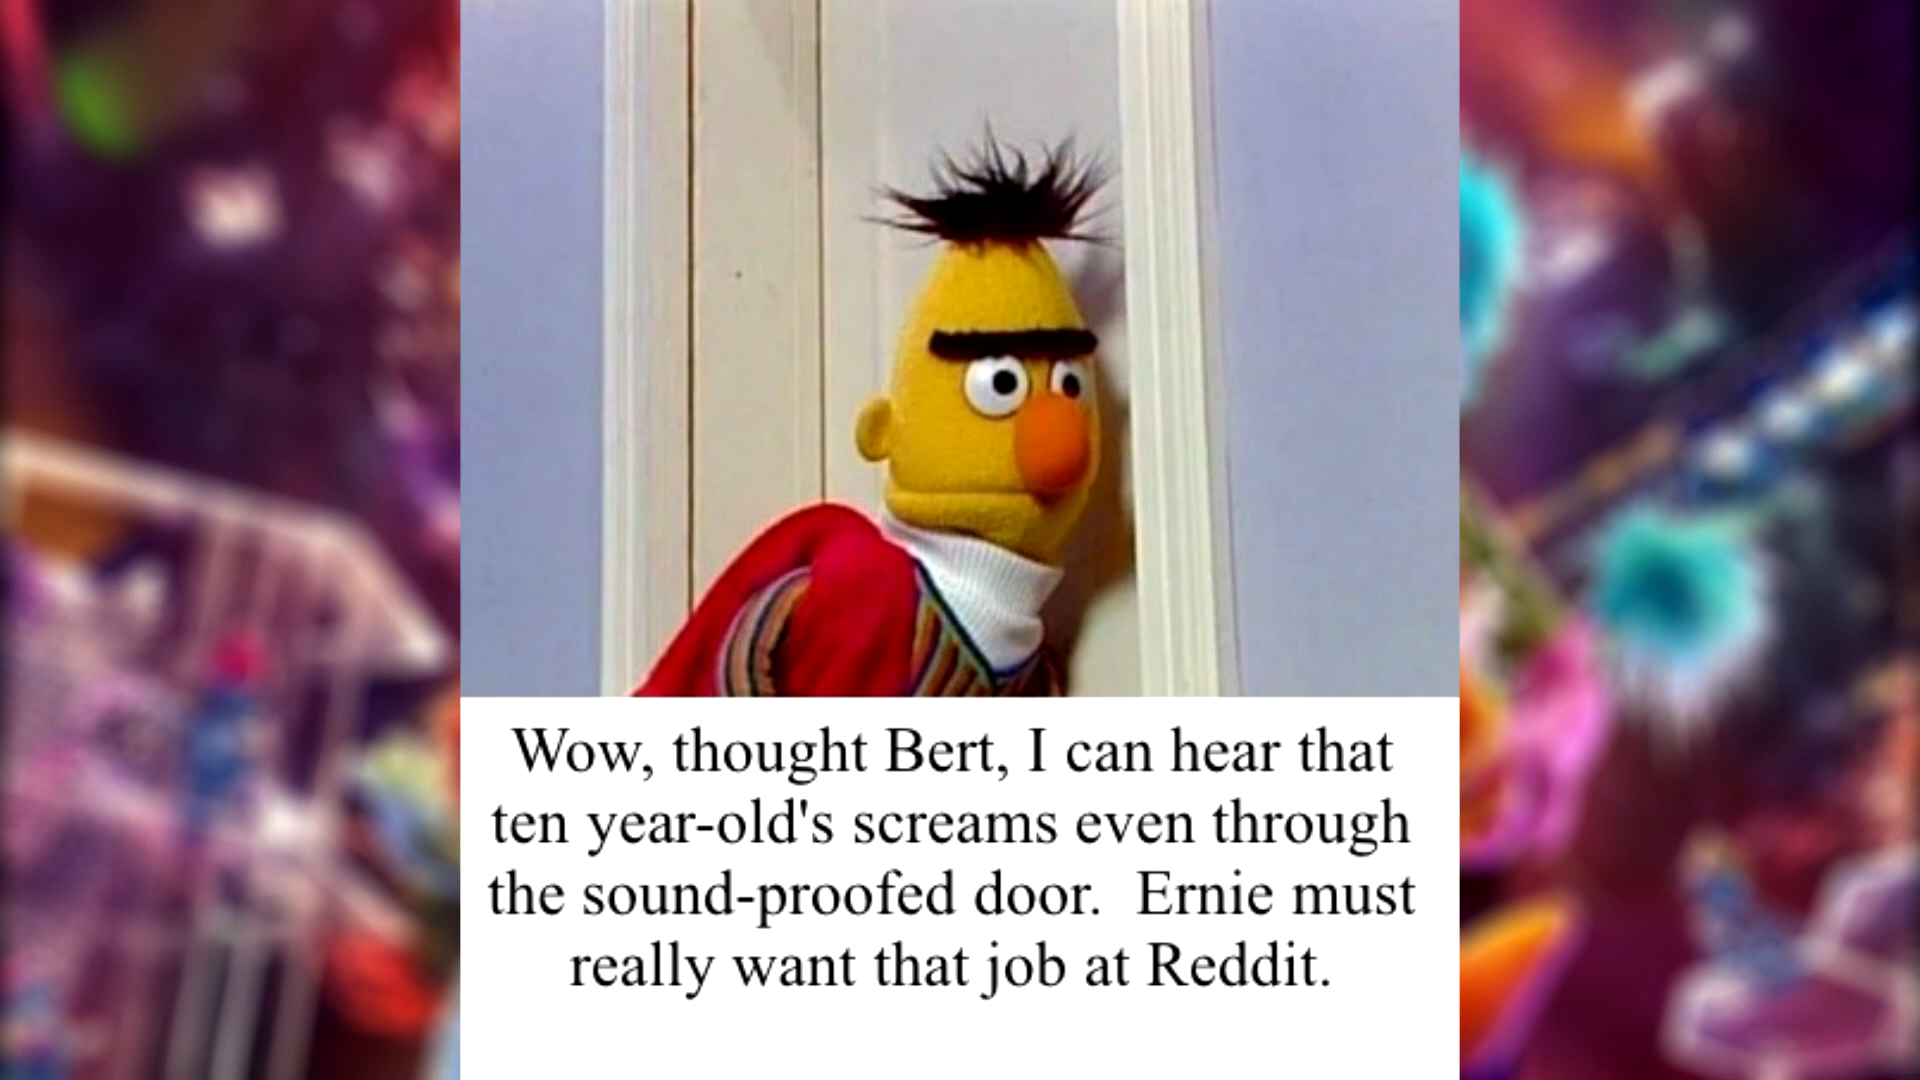 Wow, thought Bert, I can hear that
ten year-old's screams even through
the sound-proofed door.  Ernie must
really want that job at Reddit.